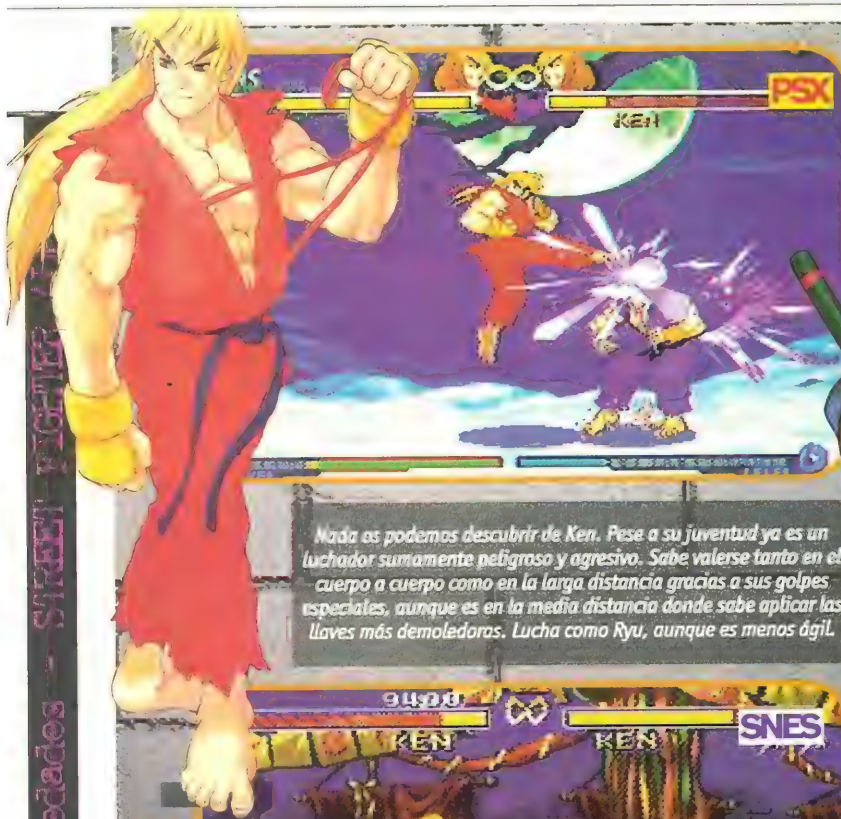 PSX
KEN
Nada os podemos descubrir de Ken. Pese a su juventud ya es un
luchador sumamente peligroso y agresivo. Sabe valerse tanto en el
cuerpo a cuerpo como en la larga distancia gracias a sus golpes
especiales, aunque es en la media distancia donde sabe aplicar las
llaves más demoledoras. Lucha como Ryu, aunque es menos ágil.
KEN
KEN
SNES
edades - STREET FIGHTER